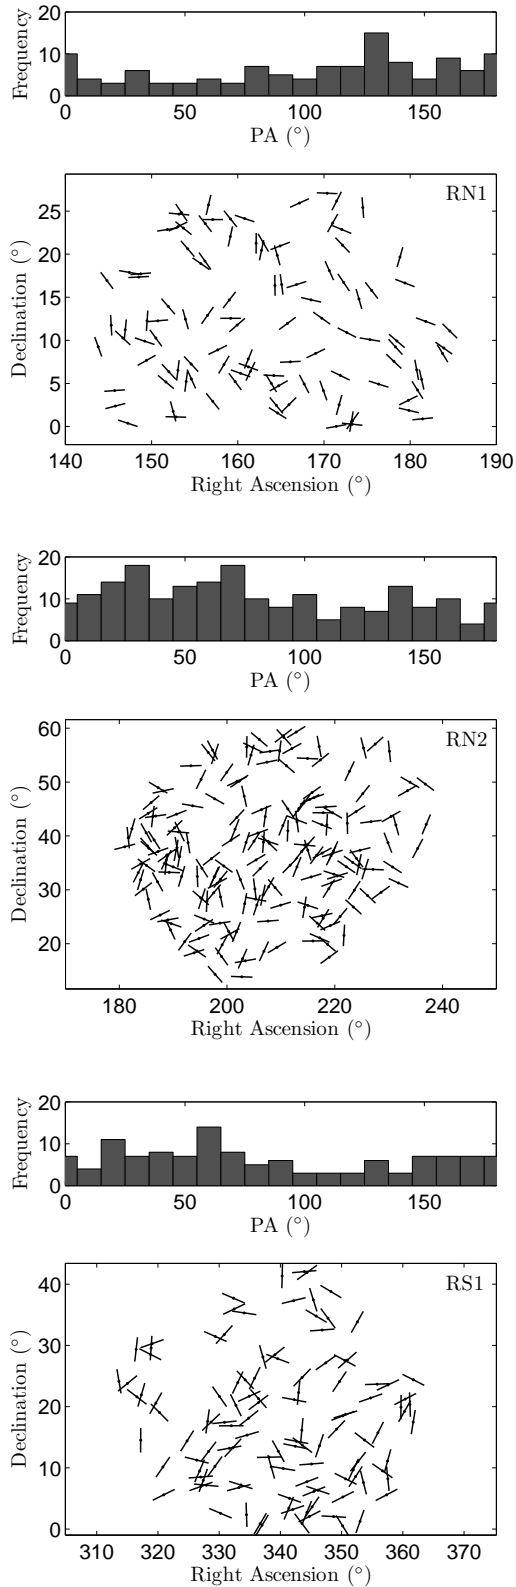 20
10
0
Frequency
0 50 100 150
PA (°)
RN1
25
20
15
10
5
0
Declination (°)
140 150 160 170 180 190
Right Ascension (°)
20
10
0
Frequency
0 50 100 150
PA (°)
RN2
60
50
40
30
20
Declination (°)
180 200 220 240
Right Ascension (°)
20
10
0
Frequency
0 50 100 150
PA (°)
RS1
40
30
20
10
0
Declination (°)
310 320 330 340 350 360 370
Right Ascension (°)